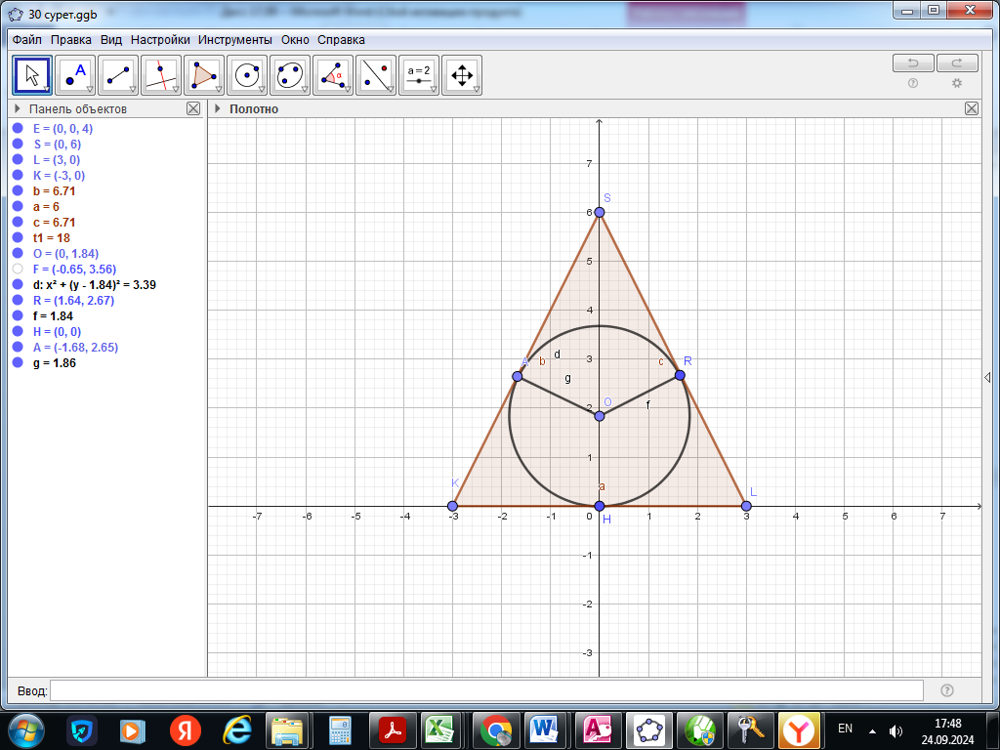 30 сурет.ggb
Файл Правка Вид Настройки Инструменты Окно Справка
A
α
a = 2
Панель объектов
Полотно
E = (0, 0, 4)
S = (0, 6)
L = (3, 0)
K = (-3, 0)
b = 6.71
a = 6
c = 6.71
t1 = 18
O = (0, 1.84)
F = (-0.65, 3.56)
d: x² + (y - 1.84)² = 3.39
R = (1.64, 2.67)
f = 1.84
H = (0, 0)
A = (-1.68, 2.65)
g = 1.86
7
S
6
5
4
d
A b
3
c R
g
2
O
f
1
a
K
L
-7 -6 -5 -4 -3 -2 -1 0 1 2 3 4 5 6 7
H
-1
-2
-3
Ввод:
EN
17:48
24.09.2024